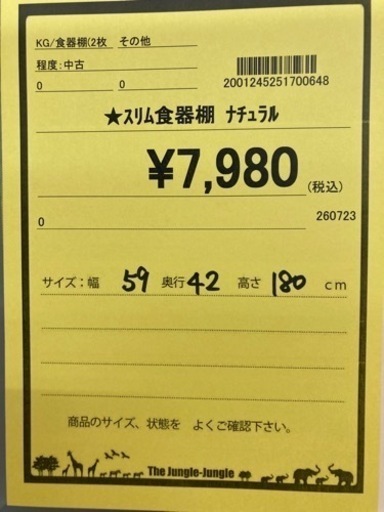 KG/食器棚(2枚 その他
程度:中古
0 0
2001245251700648
★ｽﾘﾑ食器棚 ﾅﾁｭﾗﾙ
¥7,980 (税込)
0 260723
サイズ:幅 59 奥行 42 高さ 180 cm
商品のサイズ、状態を よくご確認下さい。
The Jungle-Jungle